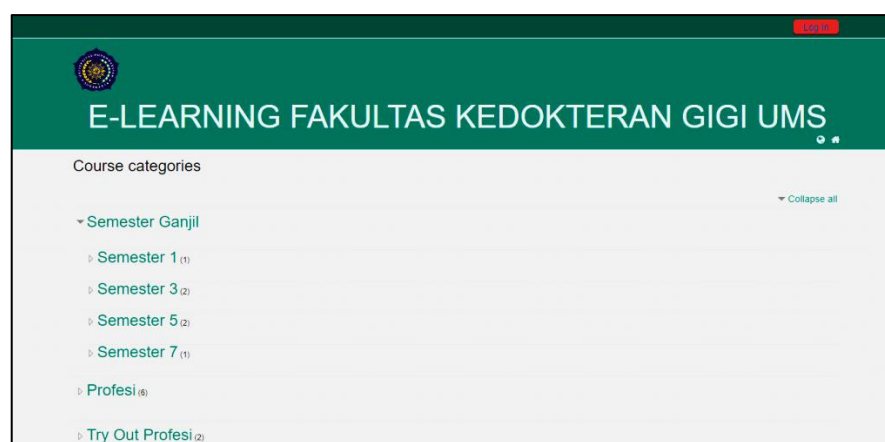 Log in
E-LEARNING FAKULTAS KEDOKTERAN GIGI UMS
Course categories
Collapse all
Semester Ganjil
Semester 1 (1)
Semester 3 (2)
Semester 5 (2)
Semester 7 (1)
Profesi (6)
Try Out Profesi (2)